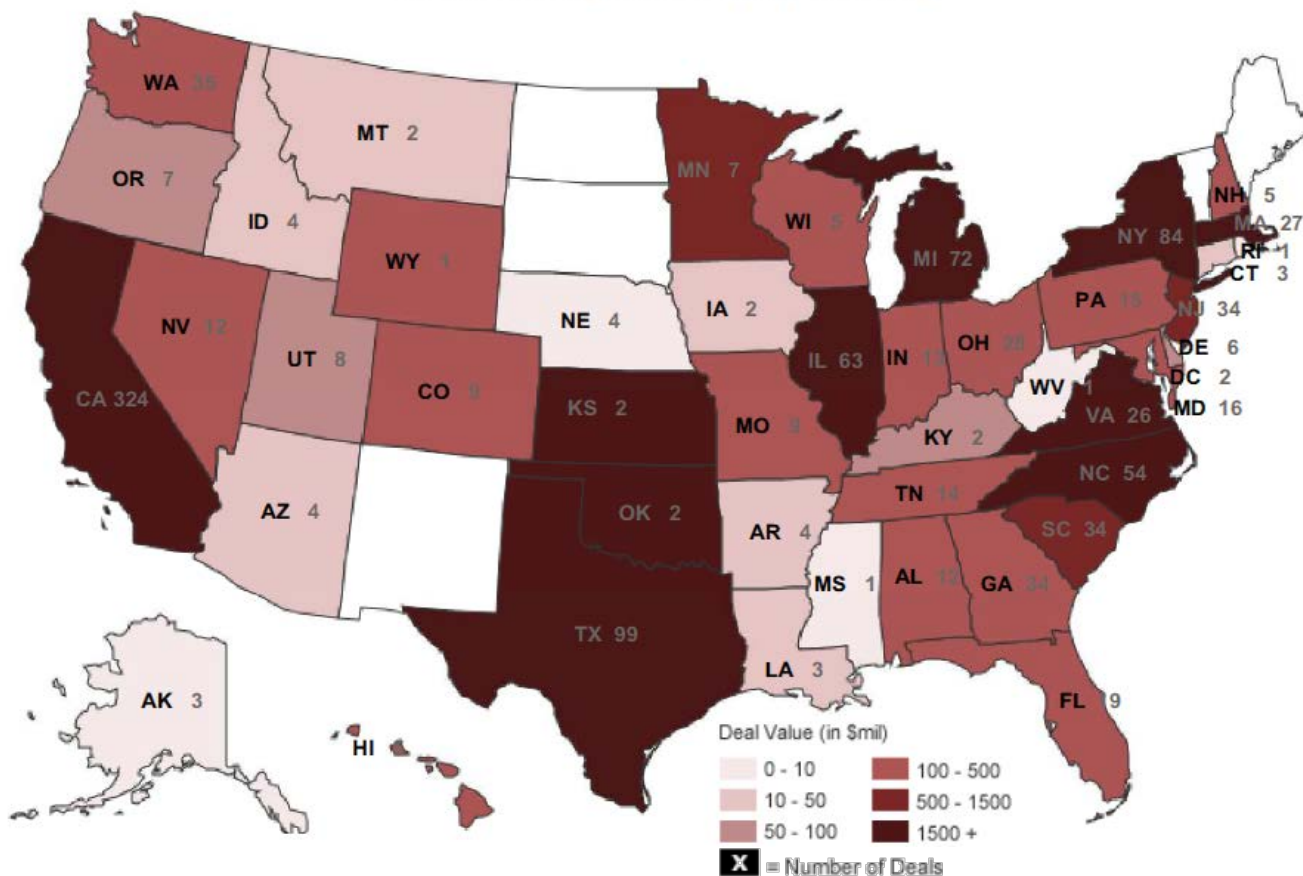 WA 35
MT 2
OR 7
ID 4
WY 1
NV 12
UT 8
CO 9
CA 324
AZ 4
NE 4
KS 2
OK 2
TX 99
MN 7
WI 5
IA 2
IL 63
MI 72
IN
OH
MO 9
KY 2
TN 14
AR 4
MS 1
AL 12
GA 34
LA 3
FL 9
SC 34
NC 54
VA 26
WV 1
PA 15
NY 84
NH 5
MA 27
RI 1
CT 3
NJ 34
DE 6
DC 2
MD 16
AK 3
HI
Deal Value (in $mil)
0 - 10
10 - 50
50 - 100
100 - 500
500 - 1500
1500 +
X = Number of Deals